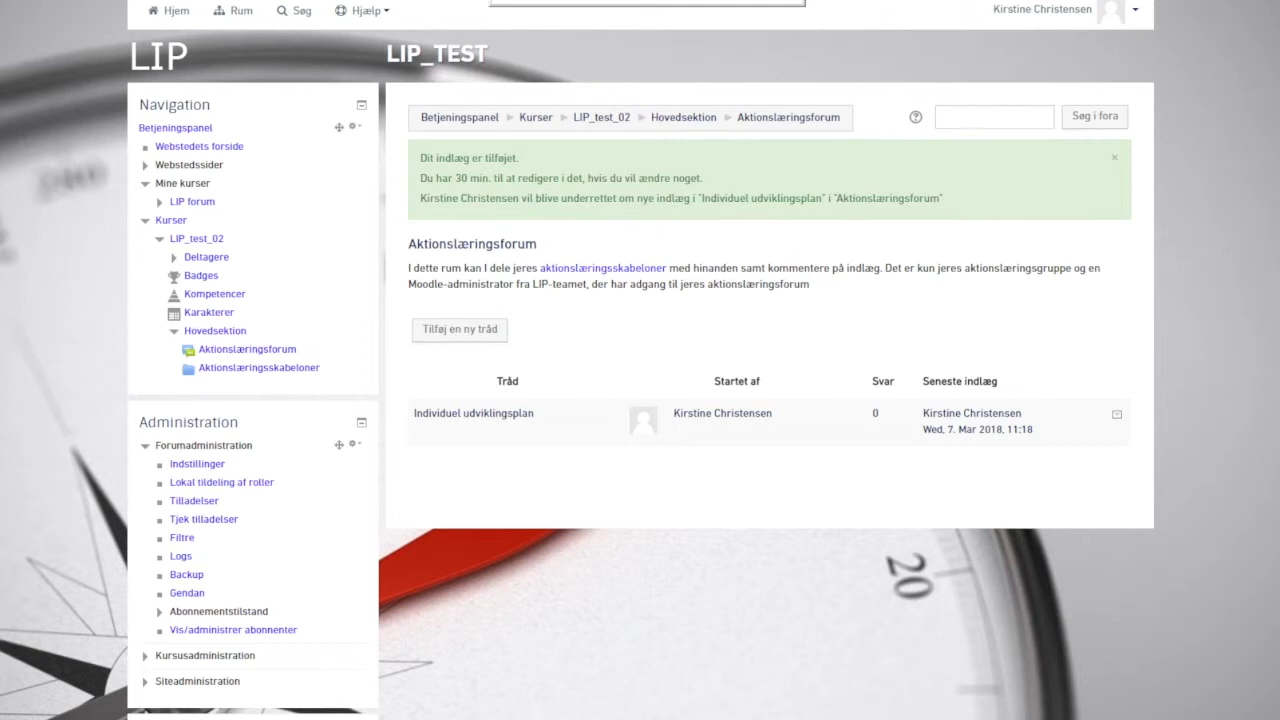 Hjem Rum Søg Hjælp Kirstine Christensen
LIP LIP_TEST
Navigation
Betjeningspanel
Webstedets forside
Webstedssider
Mine kurser
LIP forum
Kurser
LIP_test_02
Deltagere
Badges
Kompetencer
Karakterer
Hovedsektion
Aktionslæringsforum
Aktionslæringsskabeloner
Administration
Forumadministration
Indstillinger
Lokal tildeling af roller
Tilladelser
Tjek tilladelser
Filtre
Logs
Backup
Gendan
Abonnementstilstand
Vis/administrer abonnenter
Kursusadministration
Siteadministration
Betjeningspanel Kurser LIP_test_02 Hovedsektion Aktionslæringsforum Søg i fora
Dit indlæg er tilføjet. ×
Du har 30 min. til at redigere i det, hvis du vil ændre noget.
Kirstine Christensen vil blive underrettet om nye indlæg i "Individuel udviklingsplan" i "Aktionslæringsforum"
Aktionslæringsforum
I dette rum kan I dele jeres aktionslæringsskabeloner med hinanden samt kommentere på indlæg. Det er kun jeres aktionslæringsgruppe og en
Moodle-administrator fra LIP-teamet, der har adgang til jeres aktionslæringsforum
Tilføj en ny tråd
Tråd Startet af Svar Seneste indlæg
Individuel udviklingsplan Kirstine Christensen 0 Kirstine Christensen
Wed, 7. Mar 2018, 11:18
20